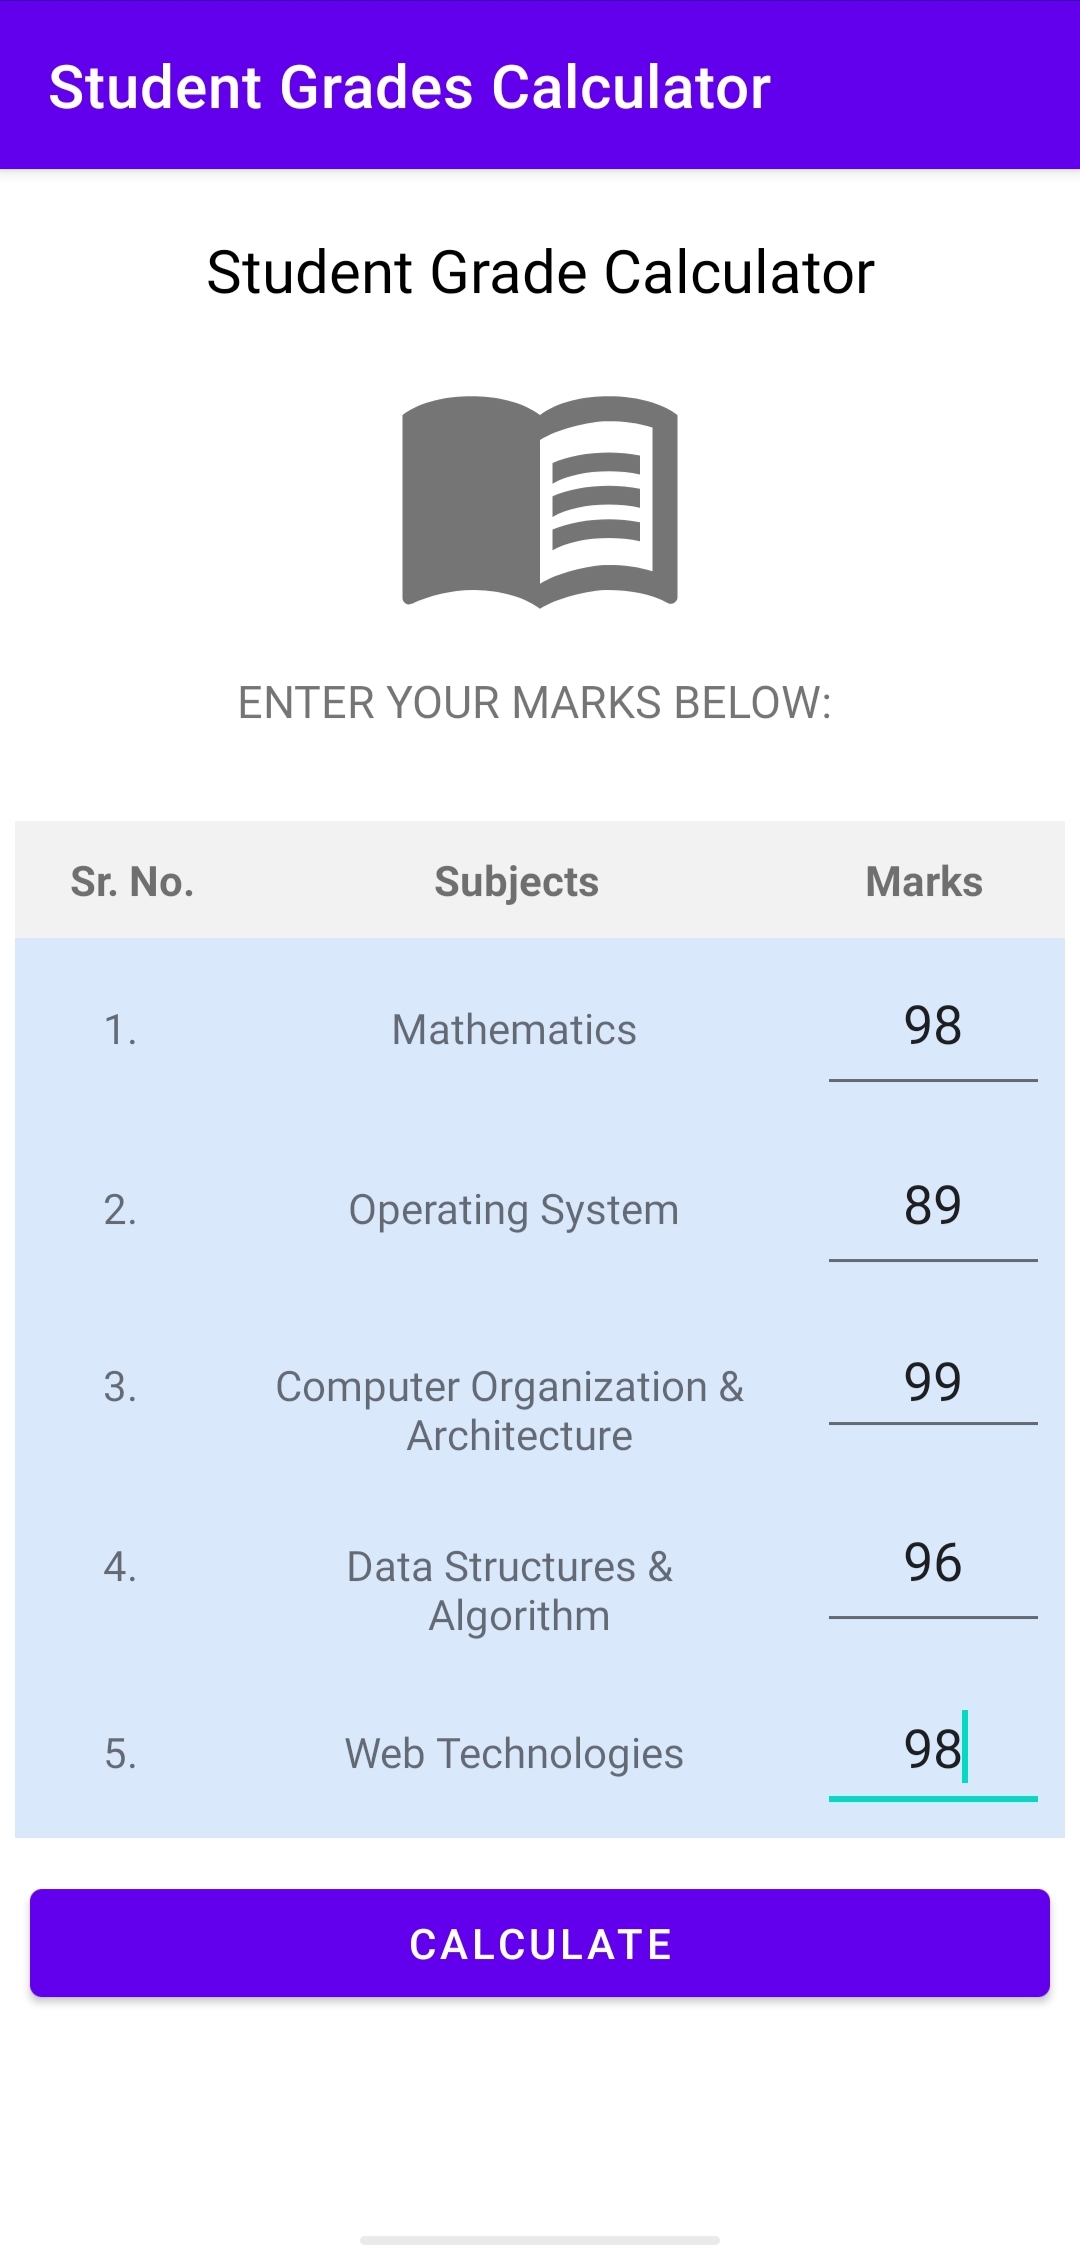 Student Grades Calculator
Student Grade Calculator
ENTER YOUR MARKS BELOW:
Sr. No. Subjects Marks
1. Mathematics 98
2. Operating System 89
3. Computer Organization & 99
Architecture
4. Data Structures & 96
Algorithm
5. Web Technologies 98
CALCULATE